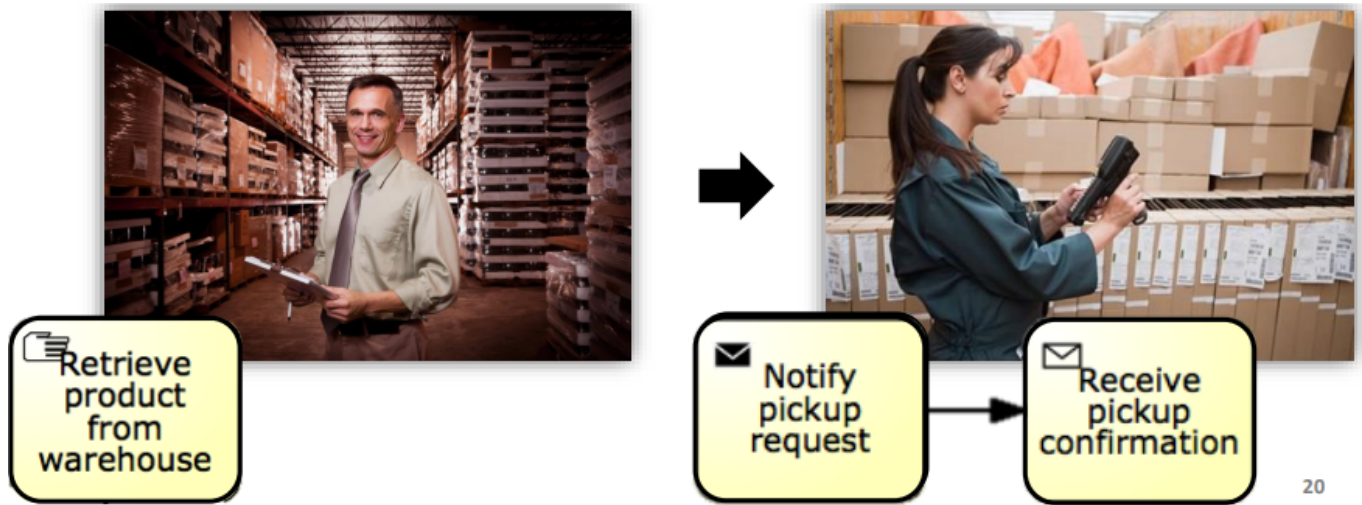 Retrieve
product
from
warehouse
Notify
pickup
request
Receive
pickup
confirmation
20